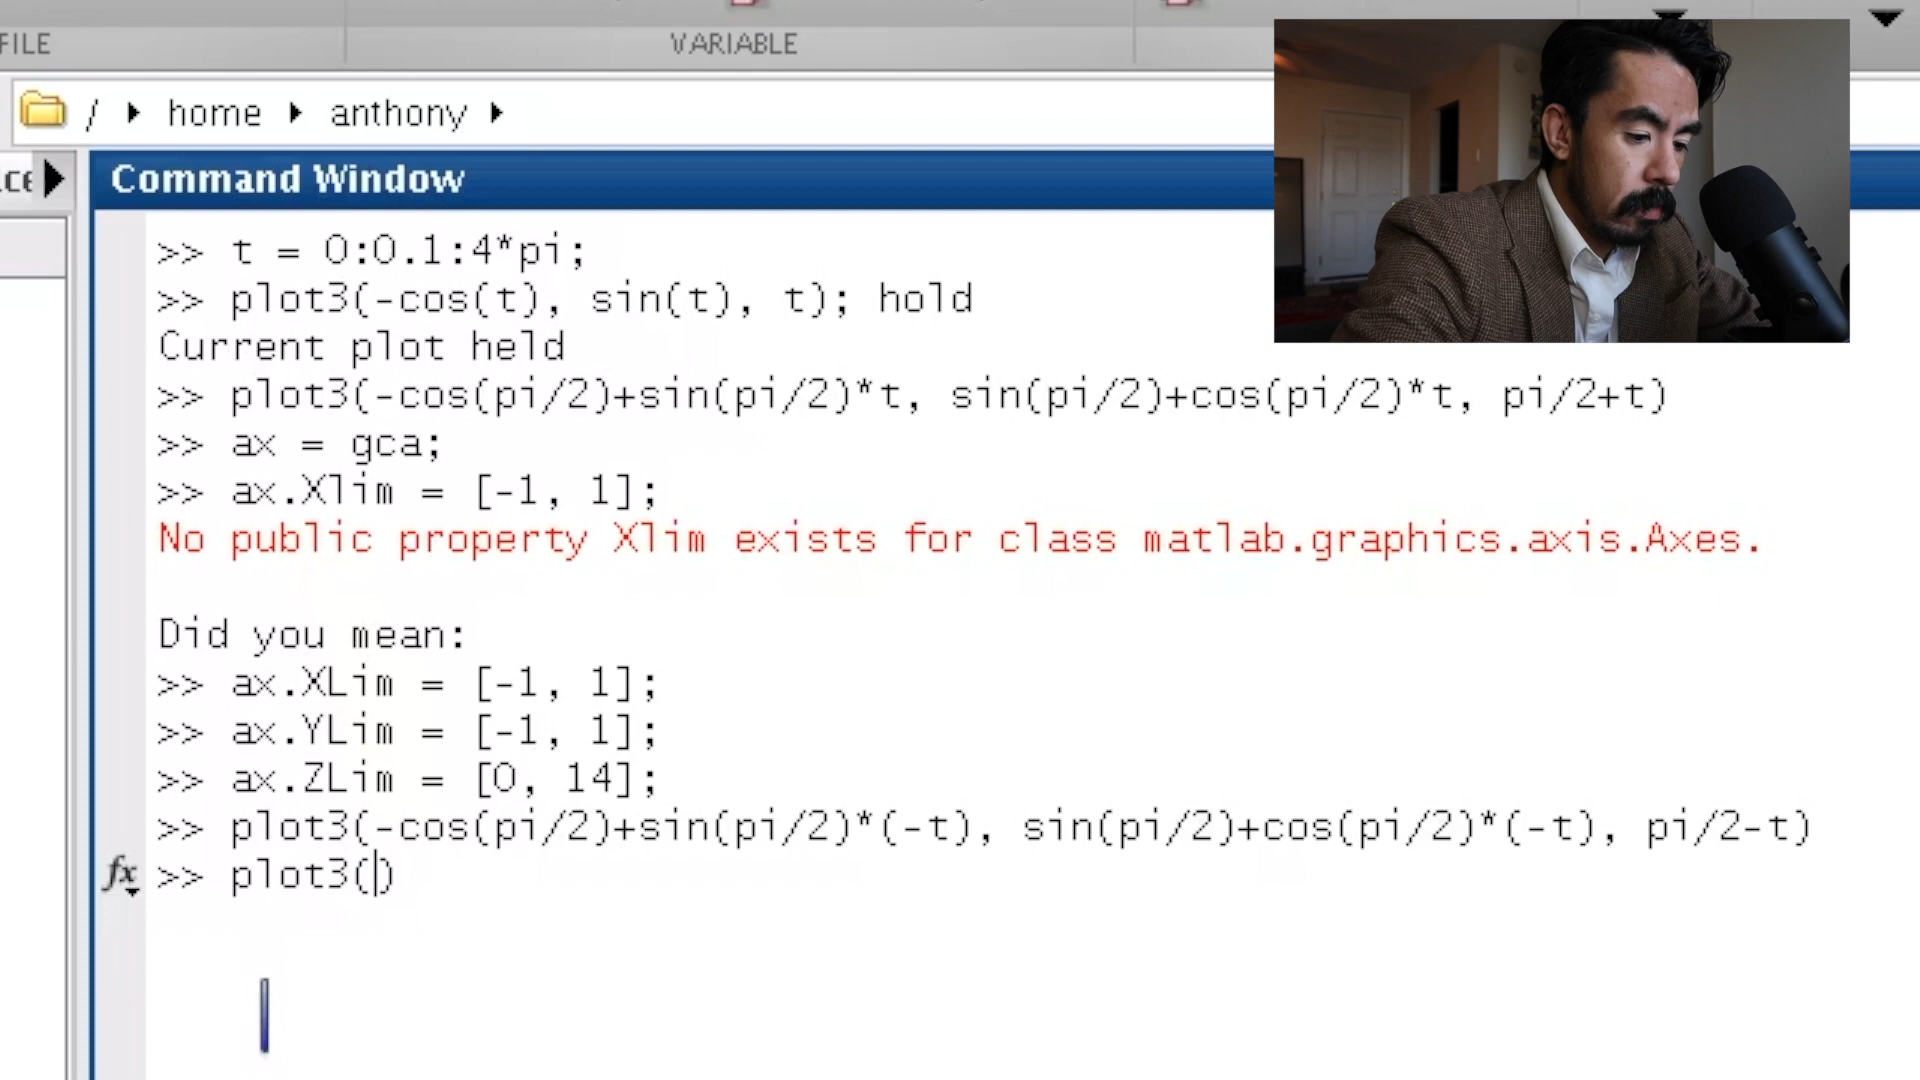 FILE
VARIABLE
/ home anthony
Command Window
>> t = 0:0.1:4*pi;
>> plot3(-cos(t), sin(t), t); hold
Current plot held
>> plot3(-cos(pi/2)+sin(pi/2)*t, sin(pi/2)+cos(pi/2)*t, pi/2+t)
>> ax = gca;
>> ax.Xlim = [-1, 1];
No public property Xlim exists for class matlab.graphics.axis.Axes.
Did you mean:
>> ax.XLim = [-1, 1];
>> ax.YLim = [-1, 1];
>> ax.ZLim = [0, 14];
>> plot3(-cos(pi/2)+sin(pi/2)*(-t), sin(pi/2)+cos(pi/2)*(-t), pi/2-t)
fx >> plot3()